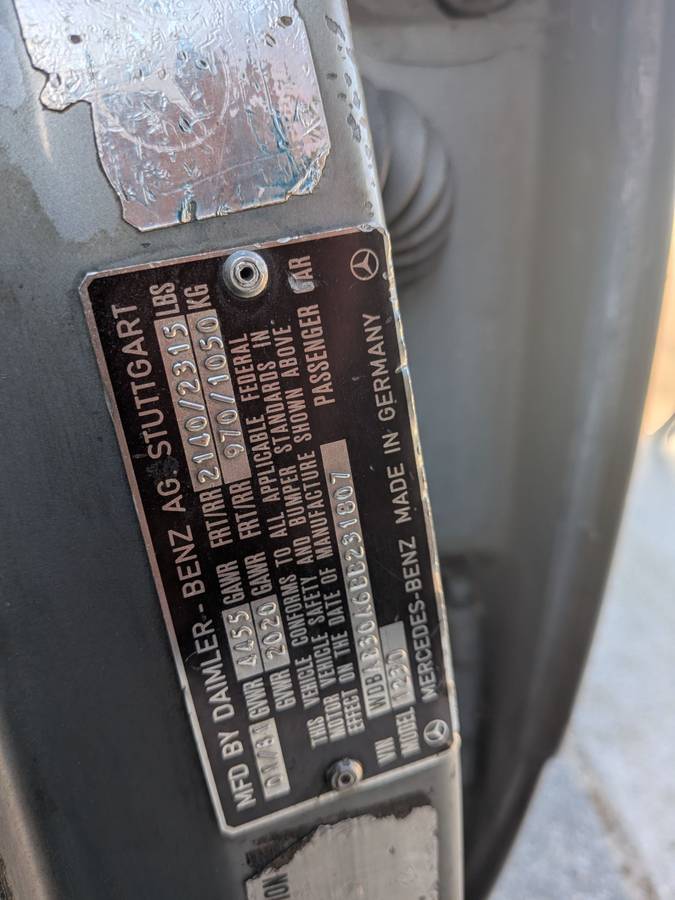 MFD BY DAIMLER-BENZ AG STUTTGART
01/81 GVWR 4455 GAWR FRT/RR 2140/2315 LBS
GVWR 2020 GAWR FRT/RR 970/1050 KG
THIS VEHICLE CONFORMS TO ALL APPLICABLE FEDERAL
MOTOR VEHICLE SAFETY AND BUMPER STANDARDS IN
EFFECT ON THE DATE OF MANUFACTURE SHOWN ABOVE.
VIN WDBAB30A6BB231807 PASSENGER CAR
MODEL
MERCEDES-BENZ MADE IN GERMANY
ION